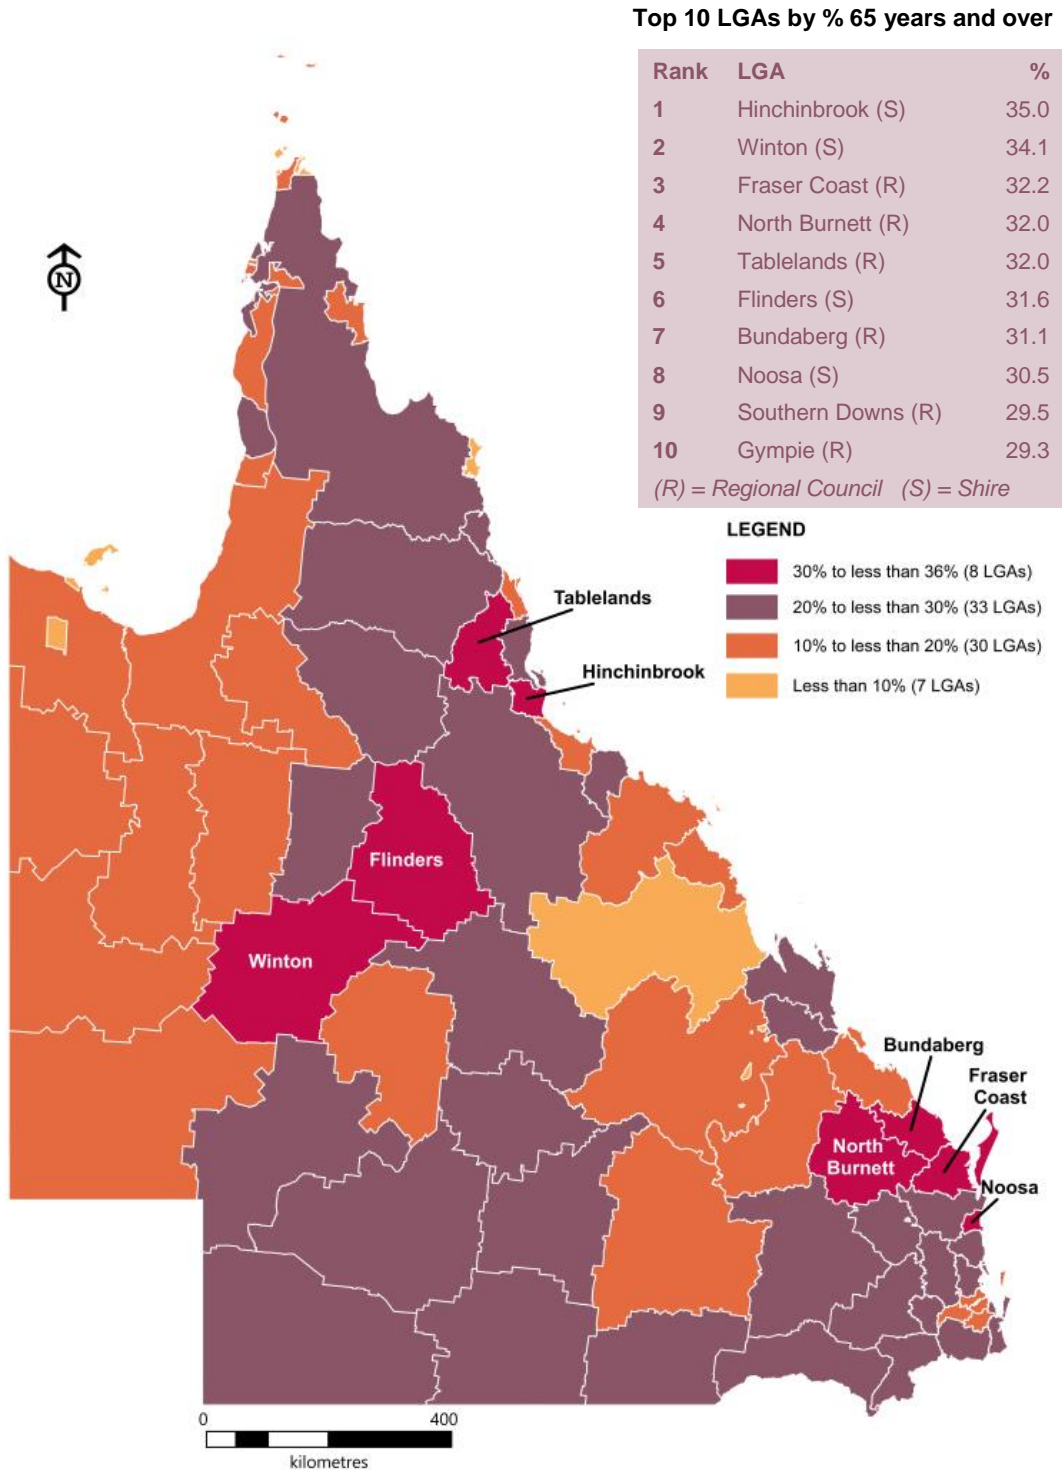 Top 10 LGAs by % 65 years and over
Rank LGA %
1 Hinchinbrook (S) 35.0
2 Winton (S) 34.1
3 Fraser Coast (R) 32.2
4 North Burnett (R) 32.0
5 Tablelands (R) 32.0
6 Flinders (S) 31.6
7 Bundaberg (R) 31.1
8 Noosa (S) 30.5
9 Southern Downs (R) 29.5
10 Gympie (R) 29.3
(R) = Regional Council (S) = Shire
N
LEGEND
30% to less than 36% (8 LGAs)
20% to less than 30% (33 LGAs)
10% to less than 20% (30 LGAs)
Less than 10% (7 LGAs)
Tablelands
Hinchinbrook
Flinders
Winton
Bundaberg
Fraser
Coast
North
Burnett
Noosa
0 400
kilometres